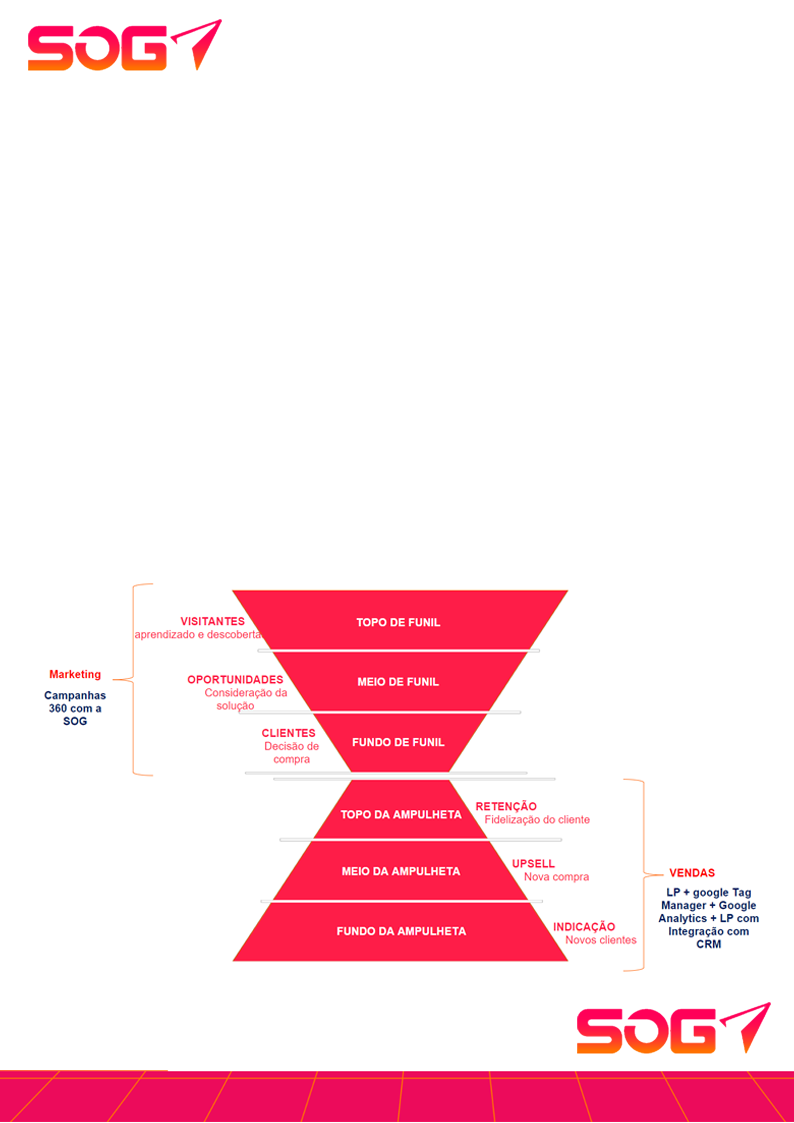 SOG
TOPO DE FUNIL
VISITANTES
aprendizado e descoberta
MEIO DE FUNIL
OPORTUNIDADES
Consideração da
solução
Marketing
Campanhas
360 com a
SOG
FUNDO DE FUNIL
CLIENTES
Decisão de
compra
TOPO DA AMPULHETA
RETENÇÃO
Fidelização do cliente
MEIO DA AMPULHETA
UPSELL
Nova compra
VENDAS
LP + google Tag
Manager + Google
Analytics + LP com
Integração com
CRM
FUNDO DA AMPULHETA
INDICAÇÃO
Novos clientes
SOG